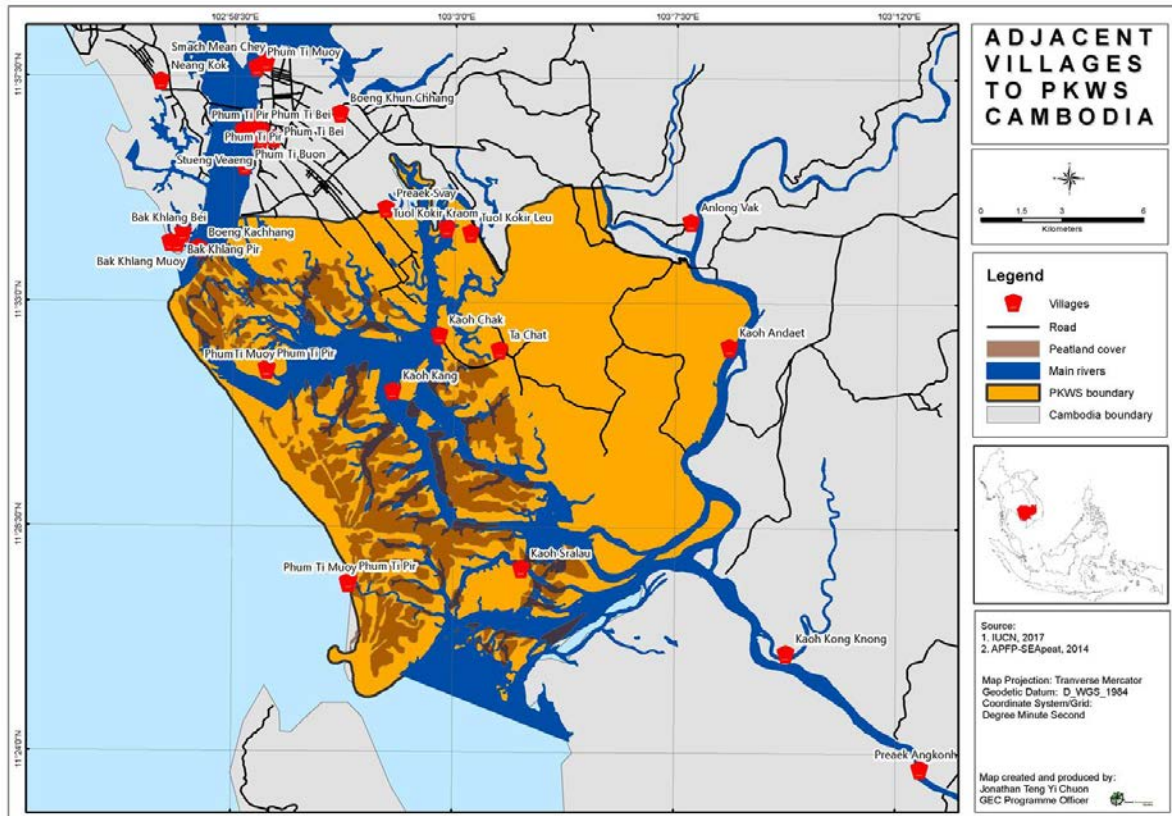 102°58'30"E
103°3'0"E
103°7'30"E
103°12'0"E
11°37'30"N
11°33'0"N
11°28'30"N
11°24'0"N
Smach Mean Chey
Phum Ti Muoy
Neang Kok
Boeng Khun Chhang
Phum Ti Pir
Phum Ti Bei
Phum Ti Pir
Phum Ti Bei
Stueng Veaeng
Phum Ti Buon
Preaek Svay
Tuol Kokir Kraom
Tuol Kokir Leu
Anlong Vak
Bak Khlang Bei
Boeng Kachhang
Bak Khlang Pir
Bak Khlang Muoy
Kaoh Chak
Ta Chat
Kaoh Andaet
Phum Ti Muoy
Phum Ti Pir
Kaoh Kang
Phum Ti Muoy
Phum Ti Pir
Kaoh Sralau
Kaoh Kong Knong
Preaek Angkonh
ADJACENT
VILLAGES
TO PKWS
CAMBODIA
0 1.5 3 6
Kilometers
Legend
Villages
Road
Peatland cover
Main rivers
PKWS boundary
Cambodia boundary
Source:
1. IUCN, 2017
2. APFP-SEApeat, 2014
Map Projection: Tranverse Mercator
Geodetic Datum: D_WGS_1984
Coordinate System/Grid:
Degree Minute Second
Map created and produced by:
Jonathan Teng Yi Chuon
GEC Programme Officer